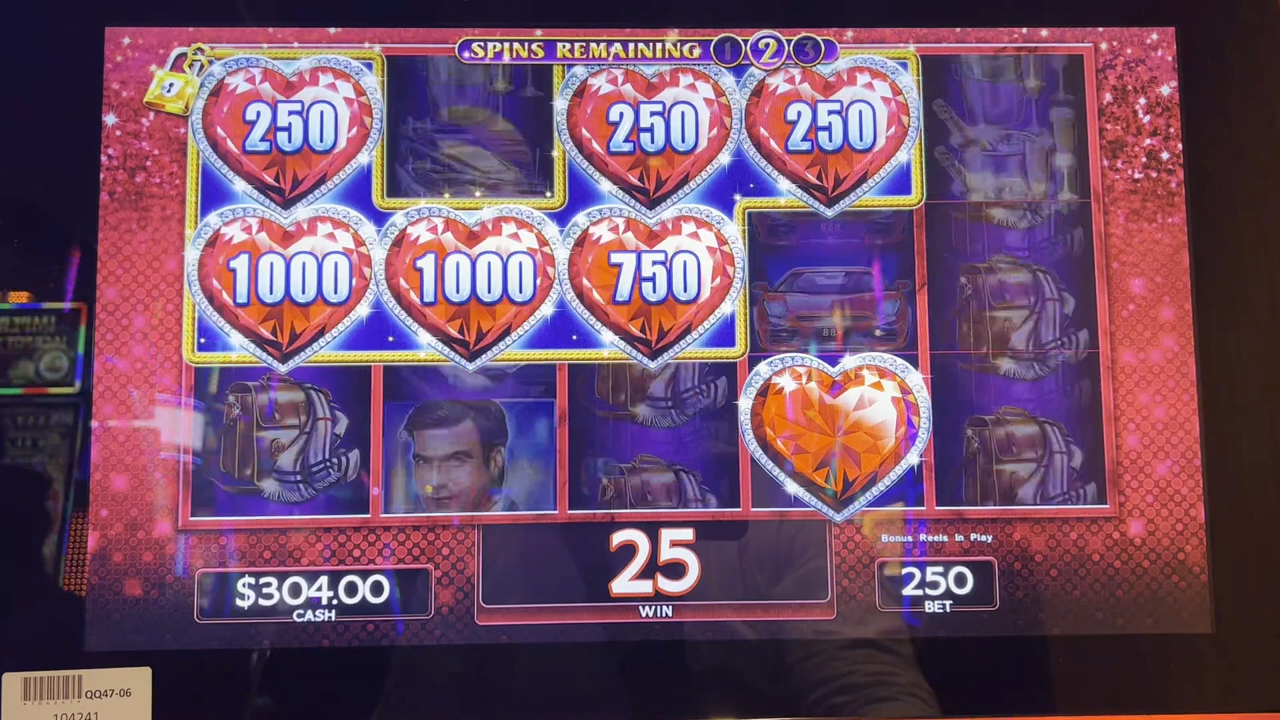 SPINS REMAINING 1 2 3
250
250
250
1000
1000
750
88
Bonus Reels In Play
$304.00
CASH
25
WIN
250
BET
QQ47-06
104241